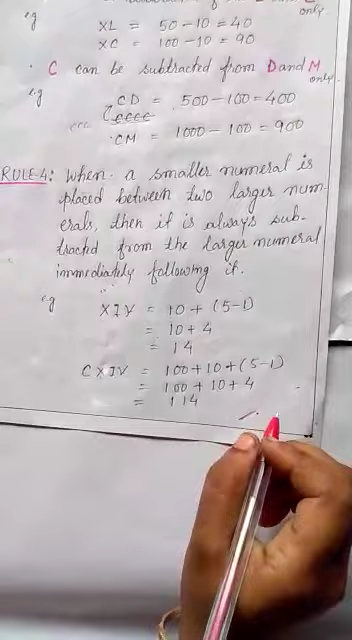 only
eg XL = 50-10=40
XC = 100-10=90
. C can be subtracted from D and M
only.
eg CD = 500-100=400
CCCC
CM = 1000-100=900
RULE-4: When a smaller numeral is
placed between two larger num-
erals, then it is always sub-
tracted from the larger numeral
immediately following it.
eg XIV = 10+(5-1)
= 10+4
= 14
CXIV = 100+10+(5-1)
= 100+10+4
= 114